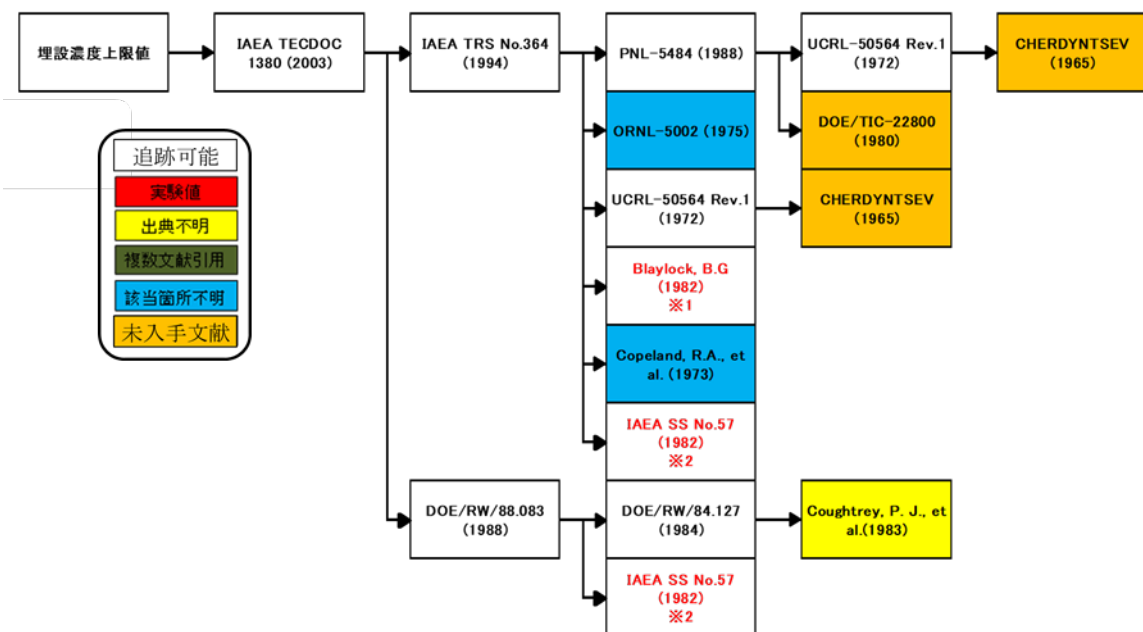 埋設濃度上限値
IAEA TECDOC
1380 (2003)
IAEA TRS No.364
(1994)
PNL-5484 (1988)
UCRL-50564 Rev.1
(1972)
CHERDYNTSEV
(1965)
ORNL-5002 (1975)
DOE/TIC-22800
(1980)
UCRL-50564 Rev.1
(1972)
CHERDYNTSEV
(1965)
Blaylock, B.G
(1982)
※1
Copeland, R.A., et
al. (1973)
IAEA SS No.57
(1982)
※2
DOE/RW/88.083
(1988)
DOE/RW/84.127
(1984)
Coughtrey, P. J., et
al.(1983)
IAEA SS No.57
(1982)
※2
追跡可能
実験値
出典不明
複数文献引用
該当箇所不明
未入手文献